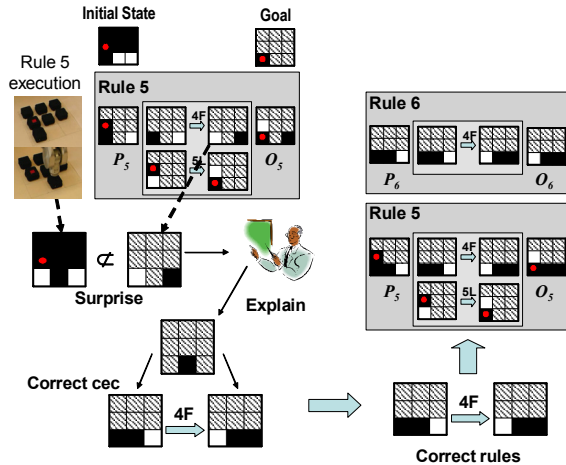 Initial State
Goal
Rule 5
execution
Rule 5
4F
5L
P5
O5
Rule 6
4F
P6
O6
Rule 5
4F
5L
P5
O5
⊄
Surprise
Explain
Correct cec
4F
4F
Correct rules